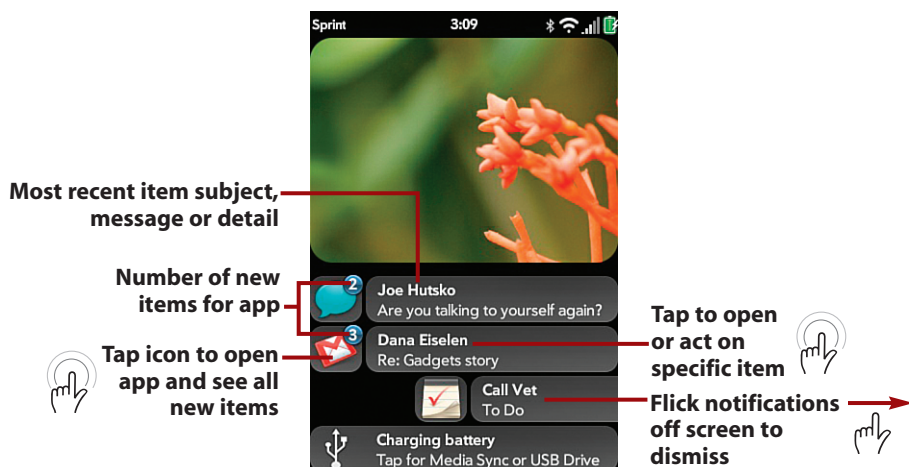 Sprint 3:09
Most recent item subject,
message or detail
Number of new
items for app
Tap icon to open
app and see all
new items
2
Joe Hutsko
Are you talking to yourself again?
3
Dana Eiselen
Re: Gadgets story
Call Vet
To Do
Charging battery
Tap for Media Sync or USB Drive
Tap to open
or act on
specific item
Flick notifications
off screen to
dismiss